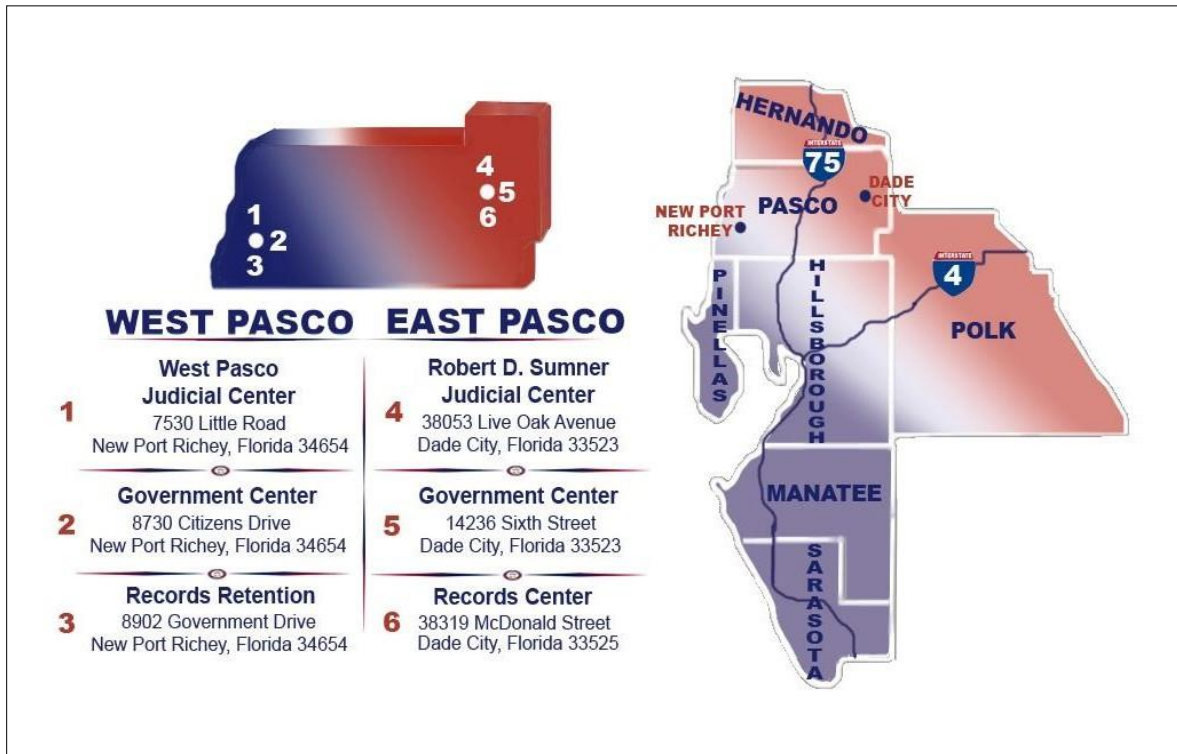 4
5
6
1
2
3
WEST PASCO
EAST PASCO
1
West Pasco
Judicial Center
7530 Little Road
New Port Richey, Florida 34654
2
Government Center
8730 Citizens Drive
New Port Richey, Florida 34654
3
Records Retention
8902 Government Drive
New Port Richey, Florida 34654
4
Robert D. Sumner
Judicial Center
38053 Live Oak Avenue
Dade City, Florida 33523
5
Government Center
14236 Sixth Street
Dade City, Florida 33523
6
Records Center
38319 McDonald Street
Dade City, Florida 33525
HERNANDO
INTERSTATE
75
DADE
CITY
PASCO
NEW PORT
RICHEY
INTERSTATE
4
PINELLAS
HILLSBOROUGH
POLK
MANATEE
SARASOTA